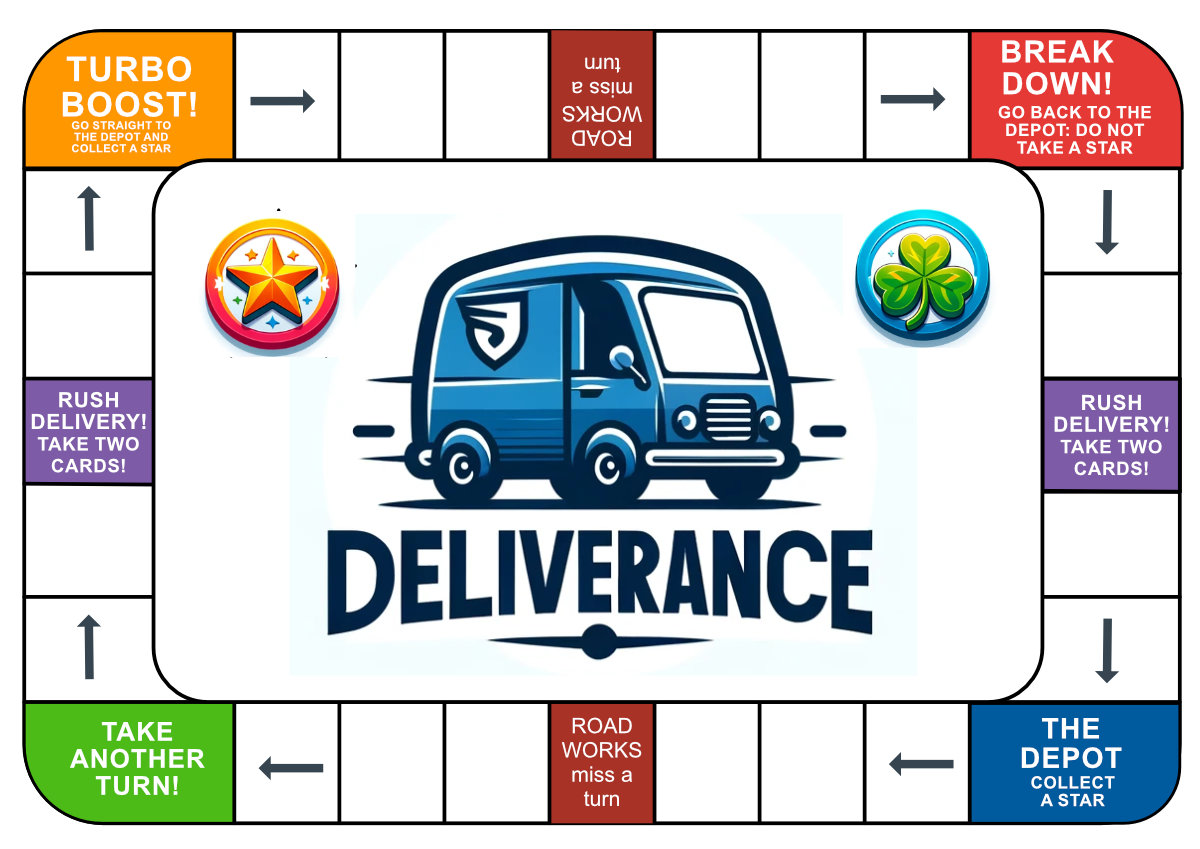 TURBO
BOOST!
GO STRAIGHT TO
THE DEPOT AND
COLLECT A STAR
ROAD
WORKS
miss a
turn
BREAK
DOWN!
GO BACK TO THE
DEPOT: DO NOT
TAKE A STAR
RUSH
DELIVERY!
TAKE TWO
CARDS!
DELIVERANCE
RUSH
DELIVERY!
TAKE TWO
CARDS!
TAKE
ANOTHER
TURN!
ROAD
WORKS
miss a
turn
THE
DEPOT
COLLECT
A STAR